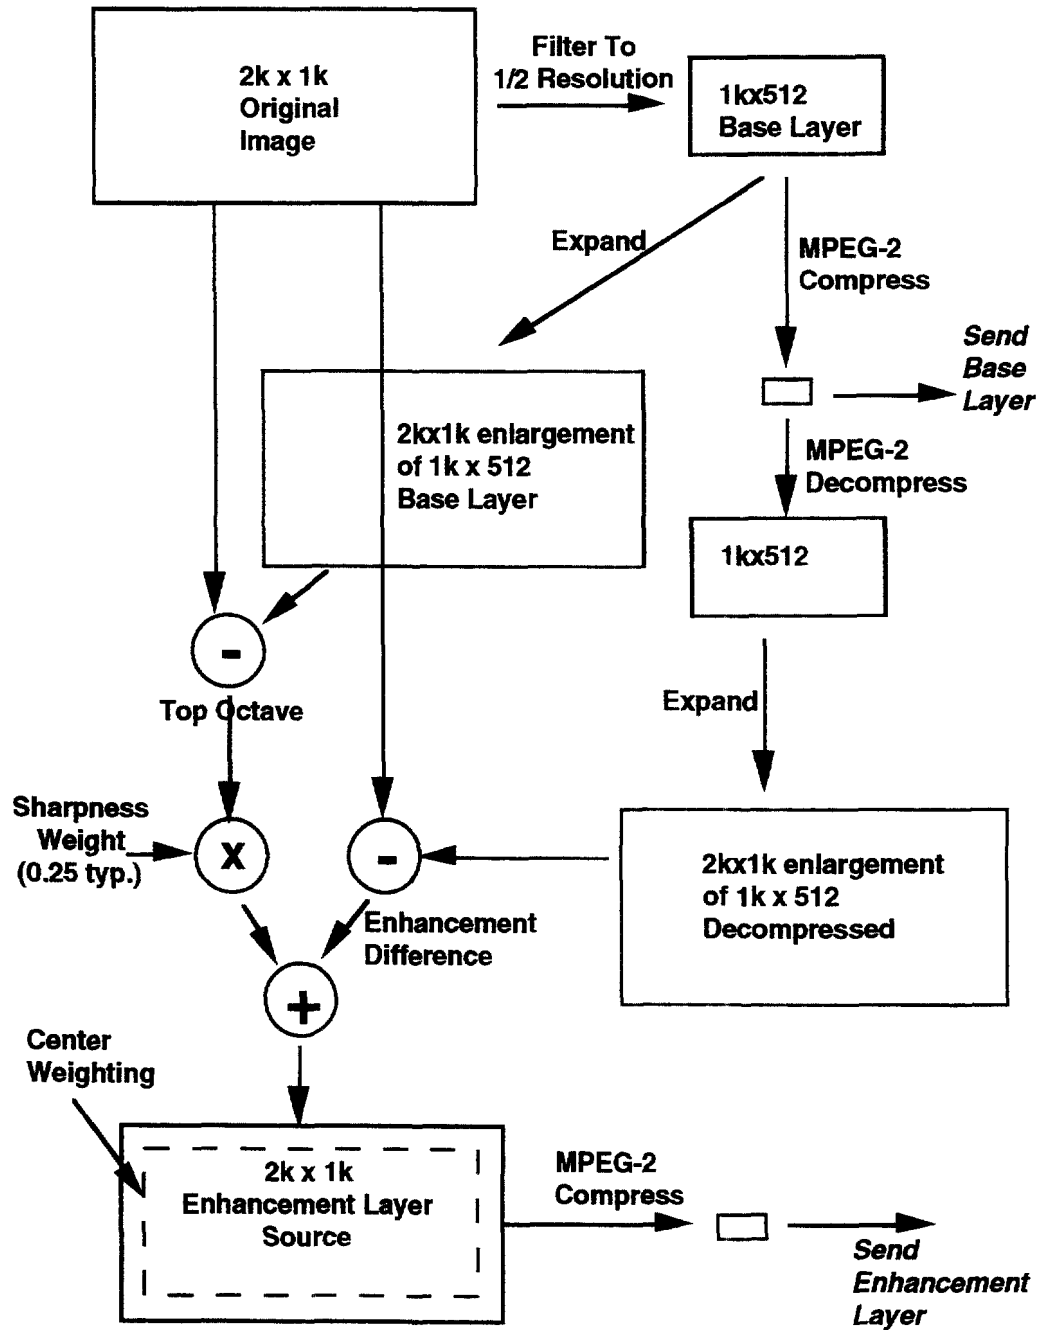 2k x 1k
Original
Image
Filter To
1/2 Resolution
1kx512
Base Layer
Expand
MPEG-2
Compress
Send
Base
Layer
2kx1k enlargement
of 1k x 512
Base Layer
MPEG-2
Decompress
1kx512
-
Top Octave
Expand
Sharpness
Weight
(0.25 typ.)
X
-
2kx1k enlargement
of 1k x 512
Decompressed
Enhancement
Difference
+
Center
Weighting
2k x 1k
Enhancement Layer
Source
MPEG-2
Compress
Send
Enhancement
Layer